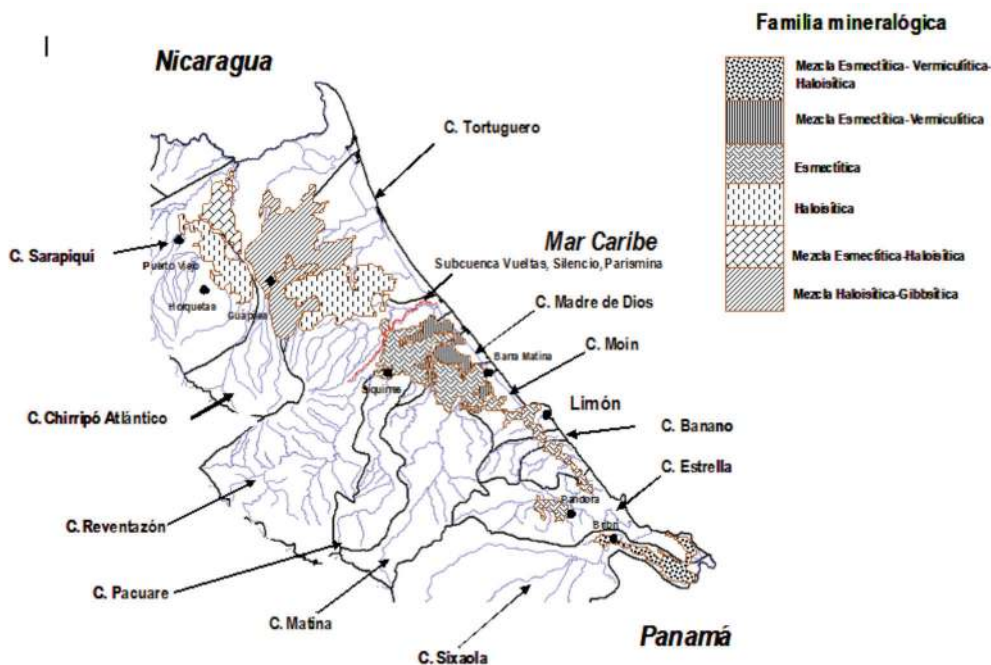 Familia mineralógica
Mezcla Esmectítica- Vermiculítica-
Haloisítica
Mezcla Esmectítica-Vermiculítica
Esmectítica
Haloisítica
Mezcla Esmectítica-Haloisítica
Mezcla Haloisítica-Gibbsítica
Nicaragua
C. Tortuguero
Mar Caribe
Subcuenca Vueltas, Silencio, Parismina
C. Sarapiquí
Puerto Viejo
Horquetas
Guapiles
C. Madre de Dios
C. Moin
Barra Matina
Siquirres
Limón
C. Chirripó Atlántico
C. Banano
C. Estrella
Pandora
Bribri
C. Reventazón
C. Pacuare
C. Matina
C. Sixaola
Panamá